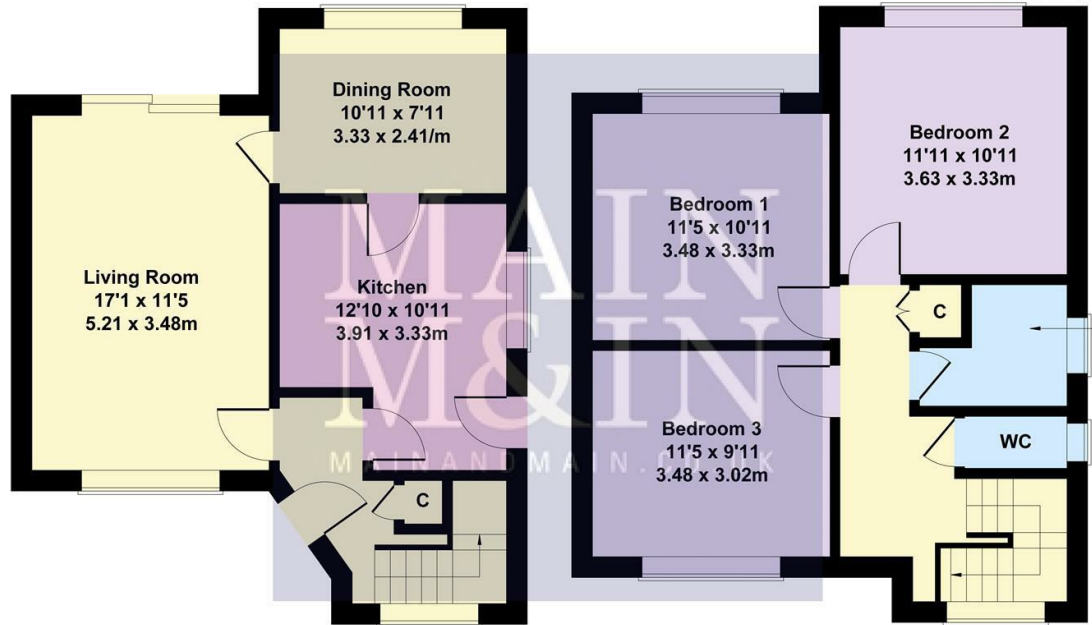 Dining Room
10'11 x 7'11
3.33 x 2.41/m
Living Room
17'1 x 11'5
5.21 x 3.48m
Kitchen
12'10 x 10'11
3.91 x 3.33m
C
Bedroom 2
11'11 x 10'11
3.63 x 3.33m
Bedroom 1
11'5 x 10'11
3.48 x 3.33m
C
Bedroom 3
11'5 x 9'11
3.48 x 3.02m
WC
MAIN
&MAIN
MAINANDMAIN.CO.UK